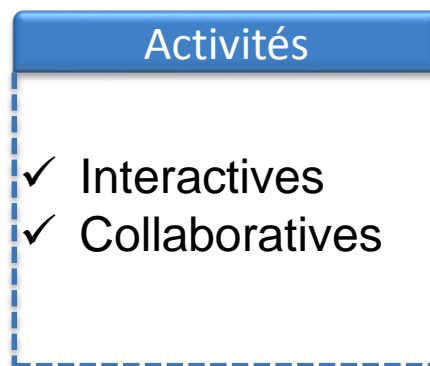 Activités
✓ Interactives
✓ Collaboratives